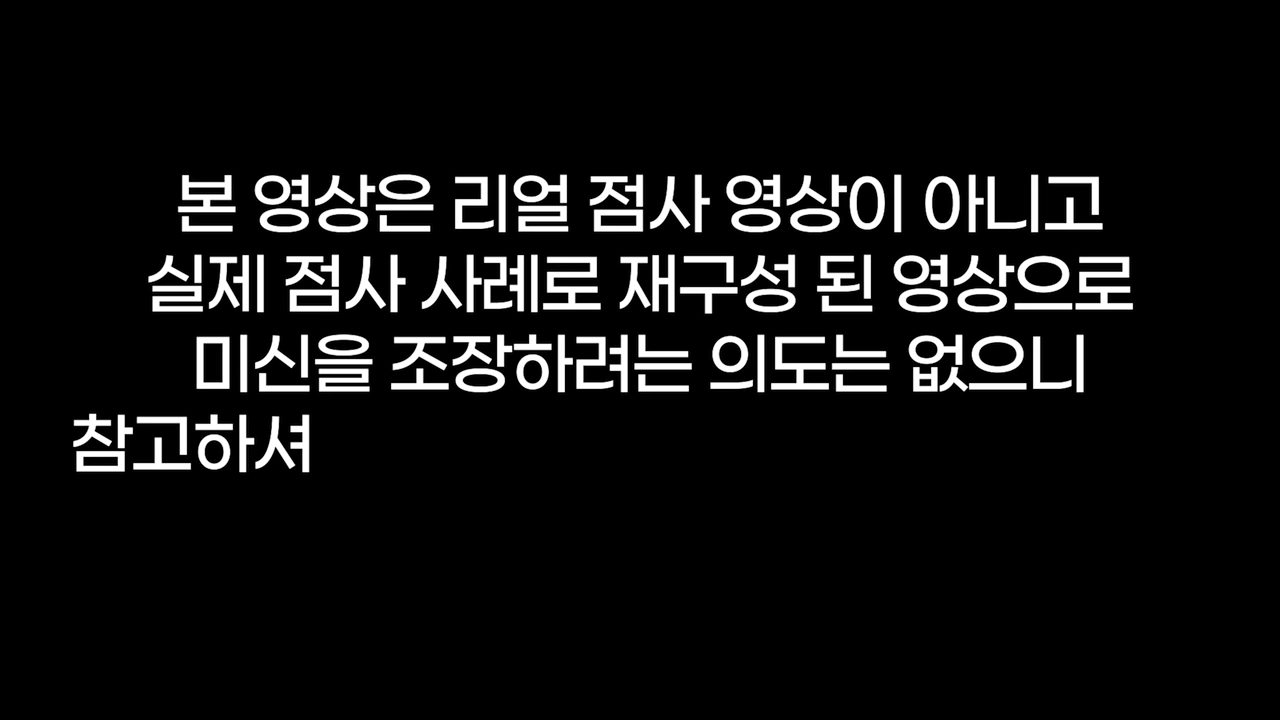 본 영상은 리얼 점사 영상이 아니고
실제 점사 사례로 재구성 된 영상으로
미신을 조장하려는 의도는 없으니
참고하셔